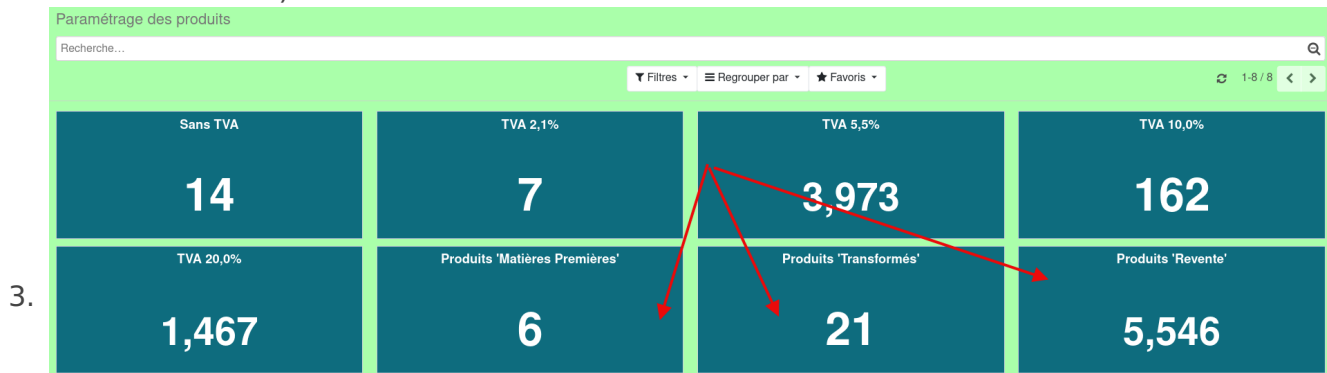 Paramétrage des produits
Recherche...
Filtres Regrouper par Favoris 1-8 / 8
Sans TVA TVA 2,1% TVA 5,5% TVA 10,0%
14 7 3,973 162
TVA 20,0% Produits 'Matières Premières' Produits 'Transformés' Produits 'Revente'
3.
1,467 6 21 5,546